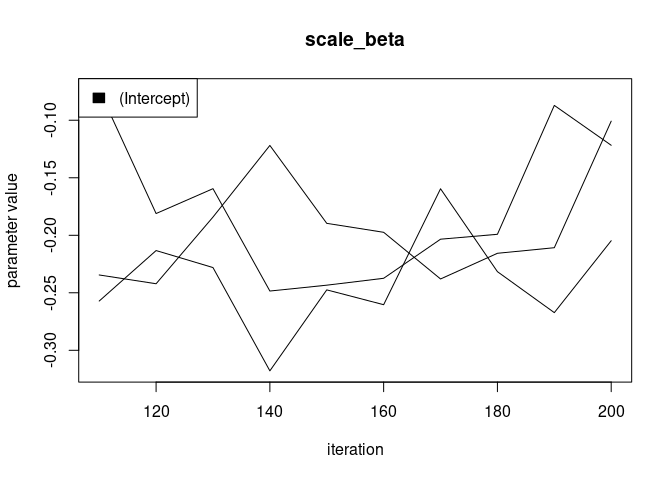 scale_beta
(Intercept)
-0.10
-0.15
-0.20
-0.25
-0.30
parameter value
120 140 160 180 200
iteration